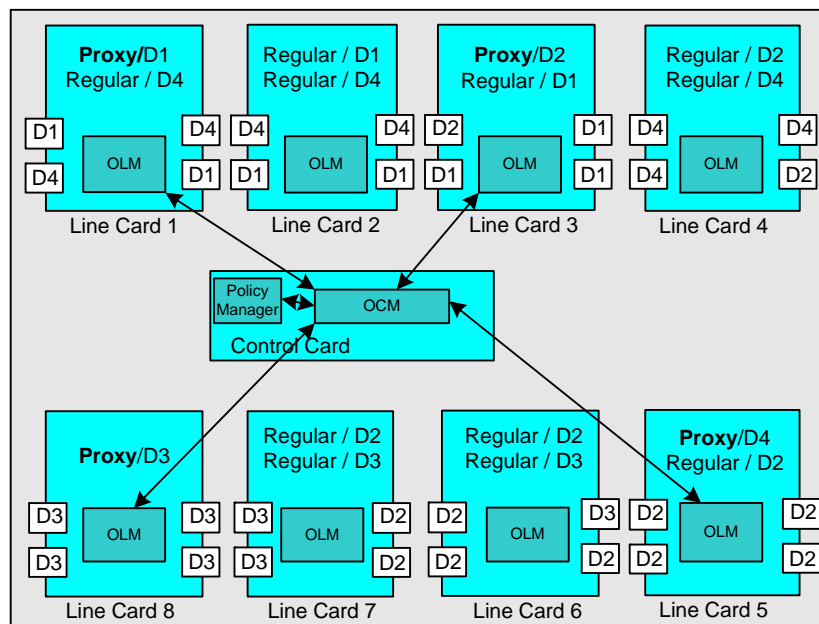 Proxy/D1
Regular / D4
D1
D4
D4
D1
OLM
Line Card 1
Regular / D1
Regular / D4
D4
D1
D4
D1
OLM
Line Card 2
Proxy/D2
Regular / D1
D2
D1
D1
D1
OLM
Line Card 3
Regular / D2
Regular / D4
D4
D4
D4
D2
OLM
Line Card 4
Policy
Manager
OCM
Control Card
Proxy/D3
D3
D3
D3
D3
OLM
Line Card 8
Regular / D2
Regular / D3
D3
D3
D2
D2
OLM
Line Card 7
Regular / D2
Regular / D3
D2
D2
D3
D2
OLM
Line Card 6
Proxy/D4
Regular / D2
D2
D2
D2
D2
OLM
Line Card 5